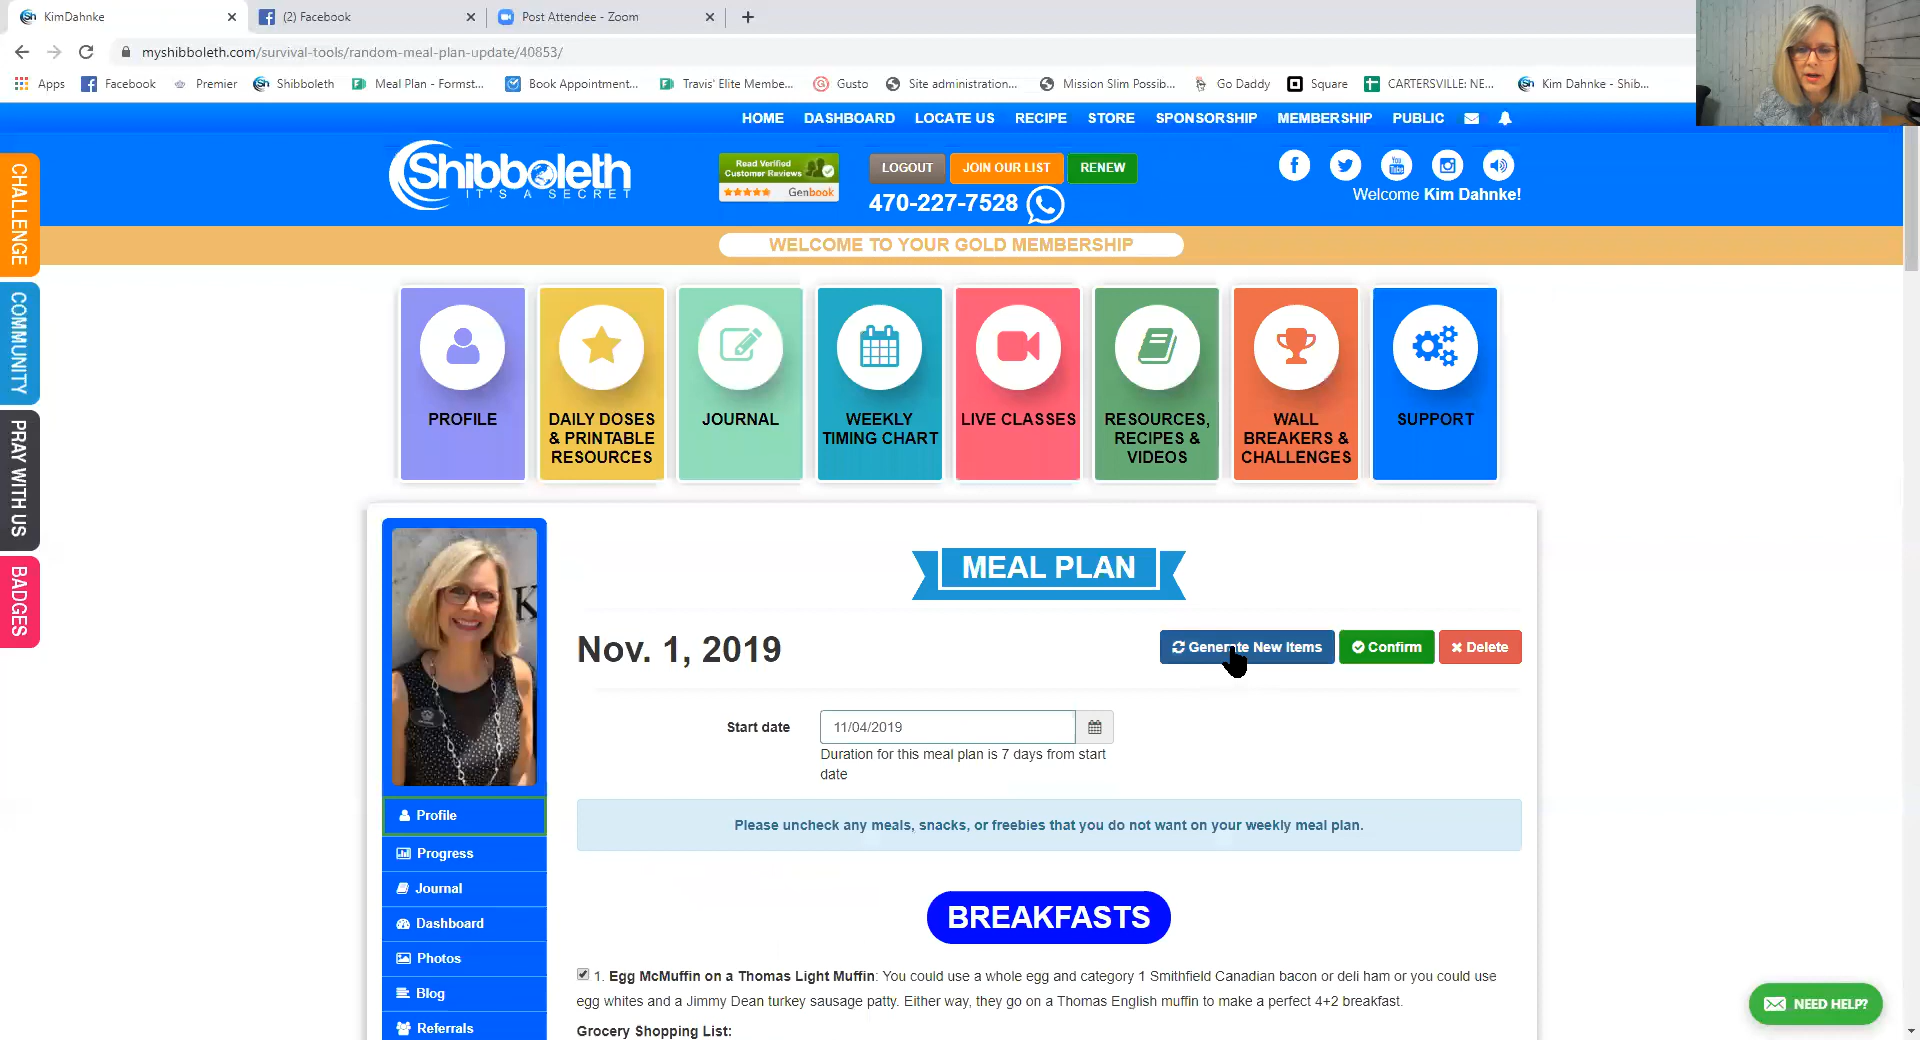 KimDahnke
(2) Facebook
Post Attendee - Zoom
myshibboleth.com/survival-tools/random-meal-plan-update/40853/
Apps
Facebook
Premier
Shibboleth
Meal Plan - Formst...
Book Appointment...
Travis' Elite Membe...
Gusto
Site administration...
Mission Slim Possib...
Go Daddy
Square
CARTERSVILLE: NE...
Kim Dahnke - Shib...
HOME
DASHBOARD
LOCATE US
RECIPE
STORE
SPONSORSHIP
MEMBERSHIP
PUBLIC
Shibboleth
IT'S A SECRET
Read Verified
Customer Reviews
Genbook
LOGOUT
JOIN OUR LIST
RENEW
470-227-7528
You
Tube
Welcome Kim Dahnke!
CHALLENGE
COMMUNITY
PRAY WITH US
BADGES
WELCOME TO YOUR GOLD MEMBERSHIP
PROFILE
DAILY DOSES
& PRINTABLE
RESOURCES
JOURNAL
WEEKLY
TIMING CHART
LIVE CLASSES
RESOURCES,
RECIPES &
VIDEOS
WALL
BREAKERS &
CHALLENGES
SUPPORT
MEAL PLAN
Nov. 1, 2019
Generate New Items
Confirm
Delete
Start date
11/04/2019
Duration for this meal plan is 7 days from start
date
Please uncheck any meals, snacks, or freebies that you do not want on your weekly meal plan.
BREAKFASTS
1. Egg McMuffin on a Thomas Light Muffin: You could use a whole egg and category 1 Smithfield Canadian bacon or deli ham or you could use
egg whites and a Jimmy Dean turkey sausage patty. Either way, they go on a Thomas English muffin to make a perfect 4+2 breakfast.
Grocery Shopping List:
Profile
Progress
Journal
Dashboard
Photos
Blog
Referrals
NEED HELP?